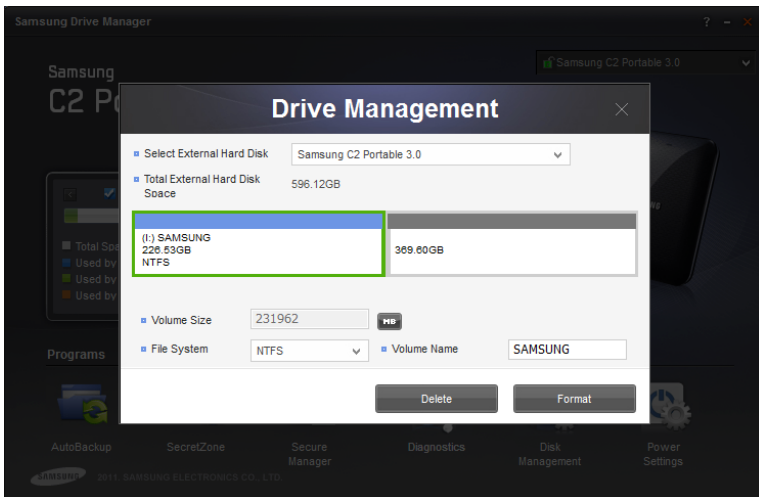 Samsung Drive Manager
? –
Samsung
Samsung C2 Portable 3.0
C2 Po
Drive Management
Select External Hard Disk
Samsung C2 Portable 3.0
Total External Hard Disk
Space
596.12GB
(I:) SAMSUNG
226.53GB
NTFS
369.60GB
Total Spa
Used by
Used by
Used by
Volume Size
231962
MB
File System
NTFS
Volume Name
SAMSUNG
Programs
Delete
Format
AutoBackup
SecretZone
Secure
Manager
Diagnostics
Disk
Management
Power
Settings
SAMSUNG
2011. SAMSUNG ELECTRONICS CO., LTD.